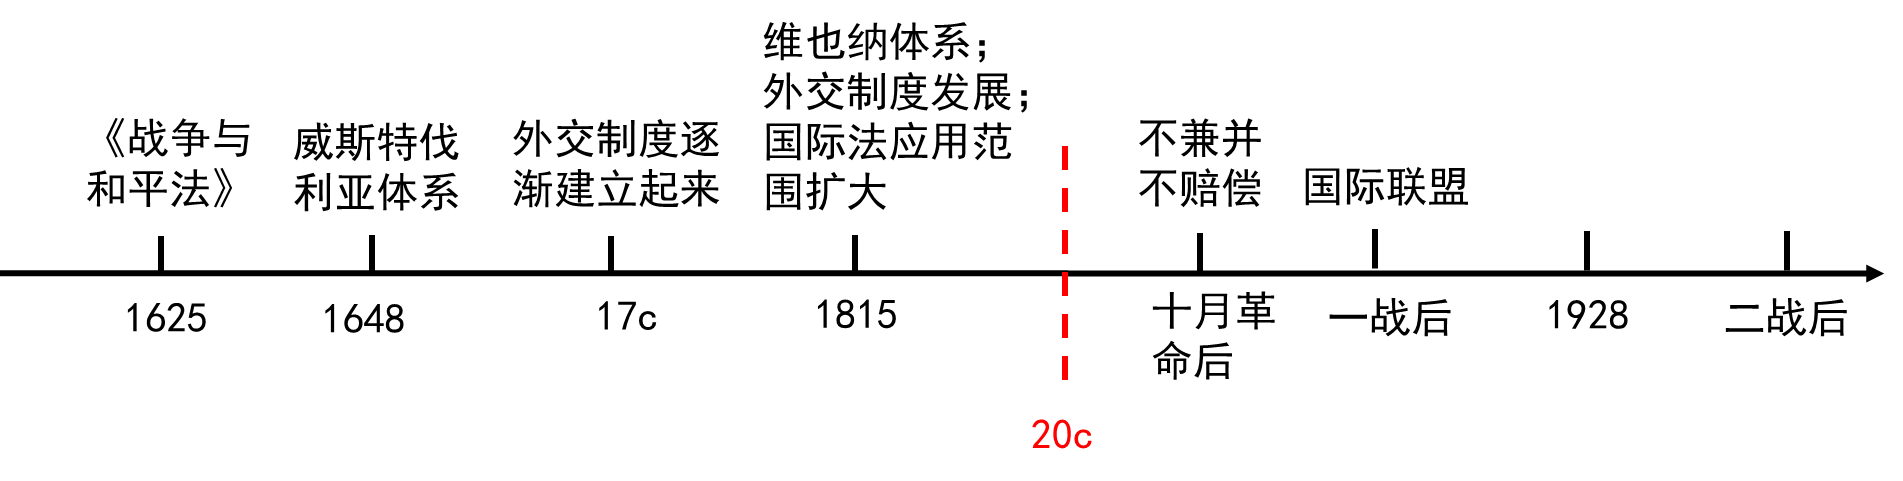 《战争与
和平法》
威斯特伐
利亚体系
外交制度逐
渐建立起来
维也纳体系；
外交制度发展；
国际法应用范
围扩大
不兼并
不赔偿
国际联盟
1625
1648
17c
1815
十月革
命后
一战后
1928
二战后
20c